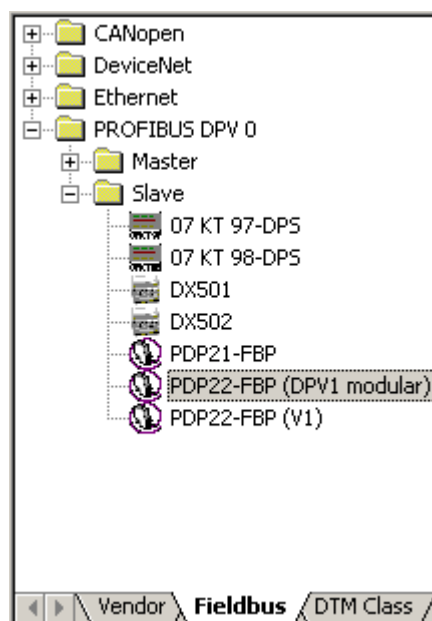 CANopen
DeviceNet
Ethernet
PROFIBUS DPV 0
Master
Slave
07 KT 97-DPS
07 KT 98-DPS
DX501
DX502
PDP21-FBP
PDP22-FBP (DPV1 modular)
PDP22-FBP (V1)
Vendor Fieldbus DTM Class